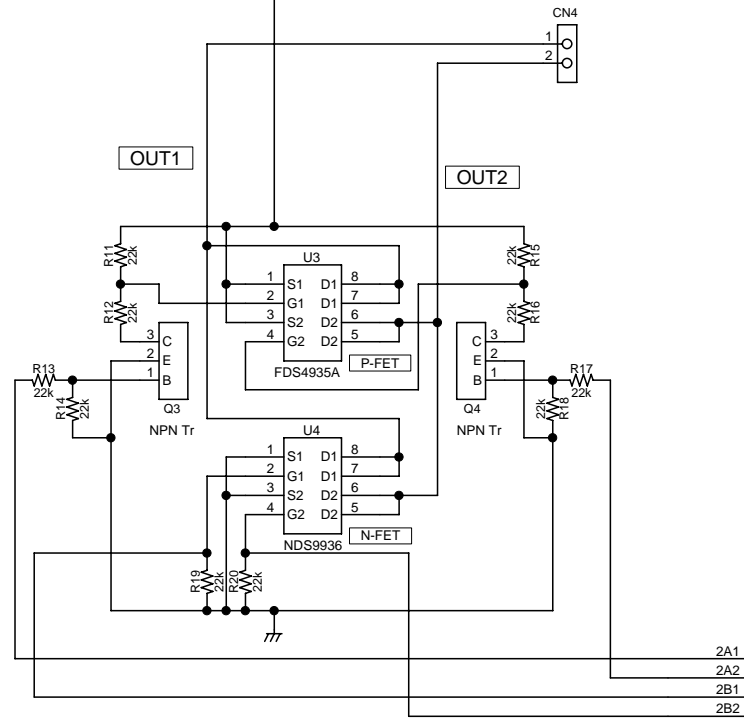 CN4
1
2
OUT1
OUT2
R11
22k
R12
22k
U3
1 S1 D1 8
2 G1 D1 7
3 S2 D2 6
4 G2 D2 5
FDS4935A
P-FET
R15
22k
R16
22k
3 C
2 E
1 B
Q3
NPN Tr
R13
22k
R14
22k
3 C
2 E
1 B
Q4
NPN Tr
R17
22k
R18
22k
U4
1 S1 D1 8
2 G1 D1 7
3 S2 D2 6
4 G2 D2 5
NDS9936
N-FET
R19
22k
R20
22k
2A1
2A2
2B1
2B2